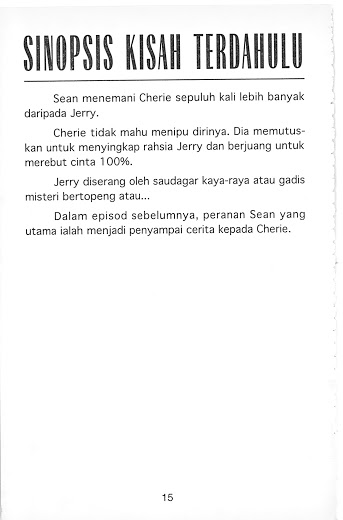 SINOPSIS KISAH TERDAHULU
Sean menemani Cherie sepuluh kali lebih banyak
daripada Jerry.
Cherie tidak mahu menipu dirinya. Dia memutus-
kan untuk menyingkap rahsia Jerry dan berjuang untuk
merebut cinta 100%.
Jerry diserang oleh saudagar kaya-raya atau gadis
misteri bertopeng atau...
Dalam episod sebelumnya, peranan Sean yang
utama ialah menjadi penyampai cerita kepada Cherie.
15